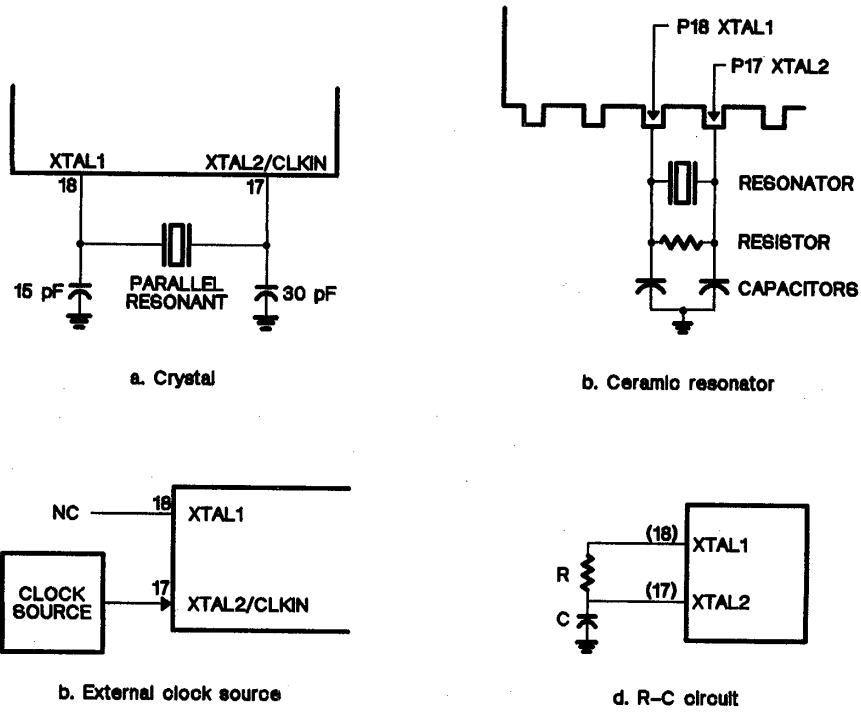 XTAL1
XTAL2/CLKIN
18
17
15 pF
PARALLEL
RESONANT
30 pF
a. Crystal
P18 XTAL1
P17 XTAL2
RESONATOR
RESISTOR
CAPACITORS
b. Ceramic resonator
NC
18
XTAL1
CLOCK
SOURCE
17
XTAL2/CLKIN
b. External clock source
(18)
XTAL1
R
(17)
XTAL2
C
d. R-C circuit